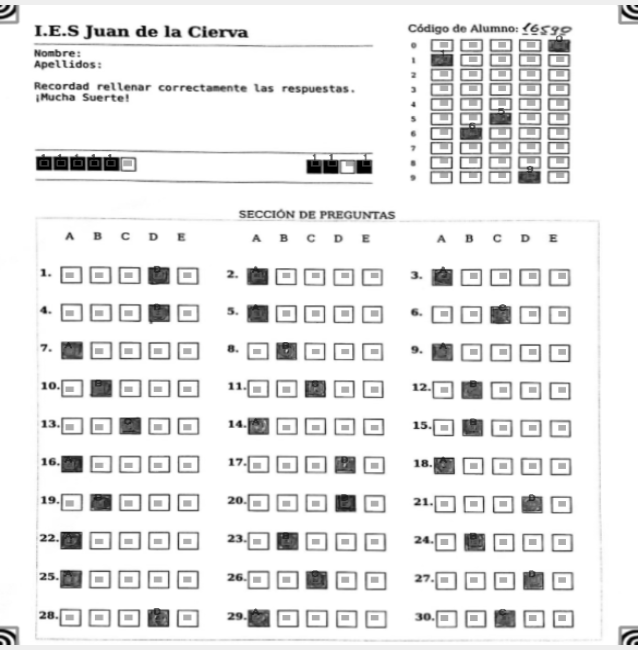 I.E.S Juan de la Cierva
Código de Alumno: 16590
Nombre:
Apellidos:
Recordad rellenar correctamente las respuestas.
¡Mucha Suerte!
0
1
2
3
4
5
6
7
8
9
SECCIÓN DE PREGUNTAS
A B C D E A B C D E A B C D E
1. 2. 3.
4. 5. 6.
7. 8. 9.
10. 11. 12.
13. 14. 15.
16. 17. 18.
19. 20. 21.
22. 23. 24.
25. 26. 27.
28. 29. 30.